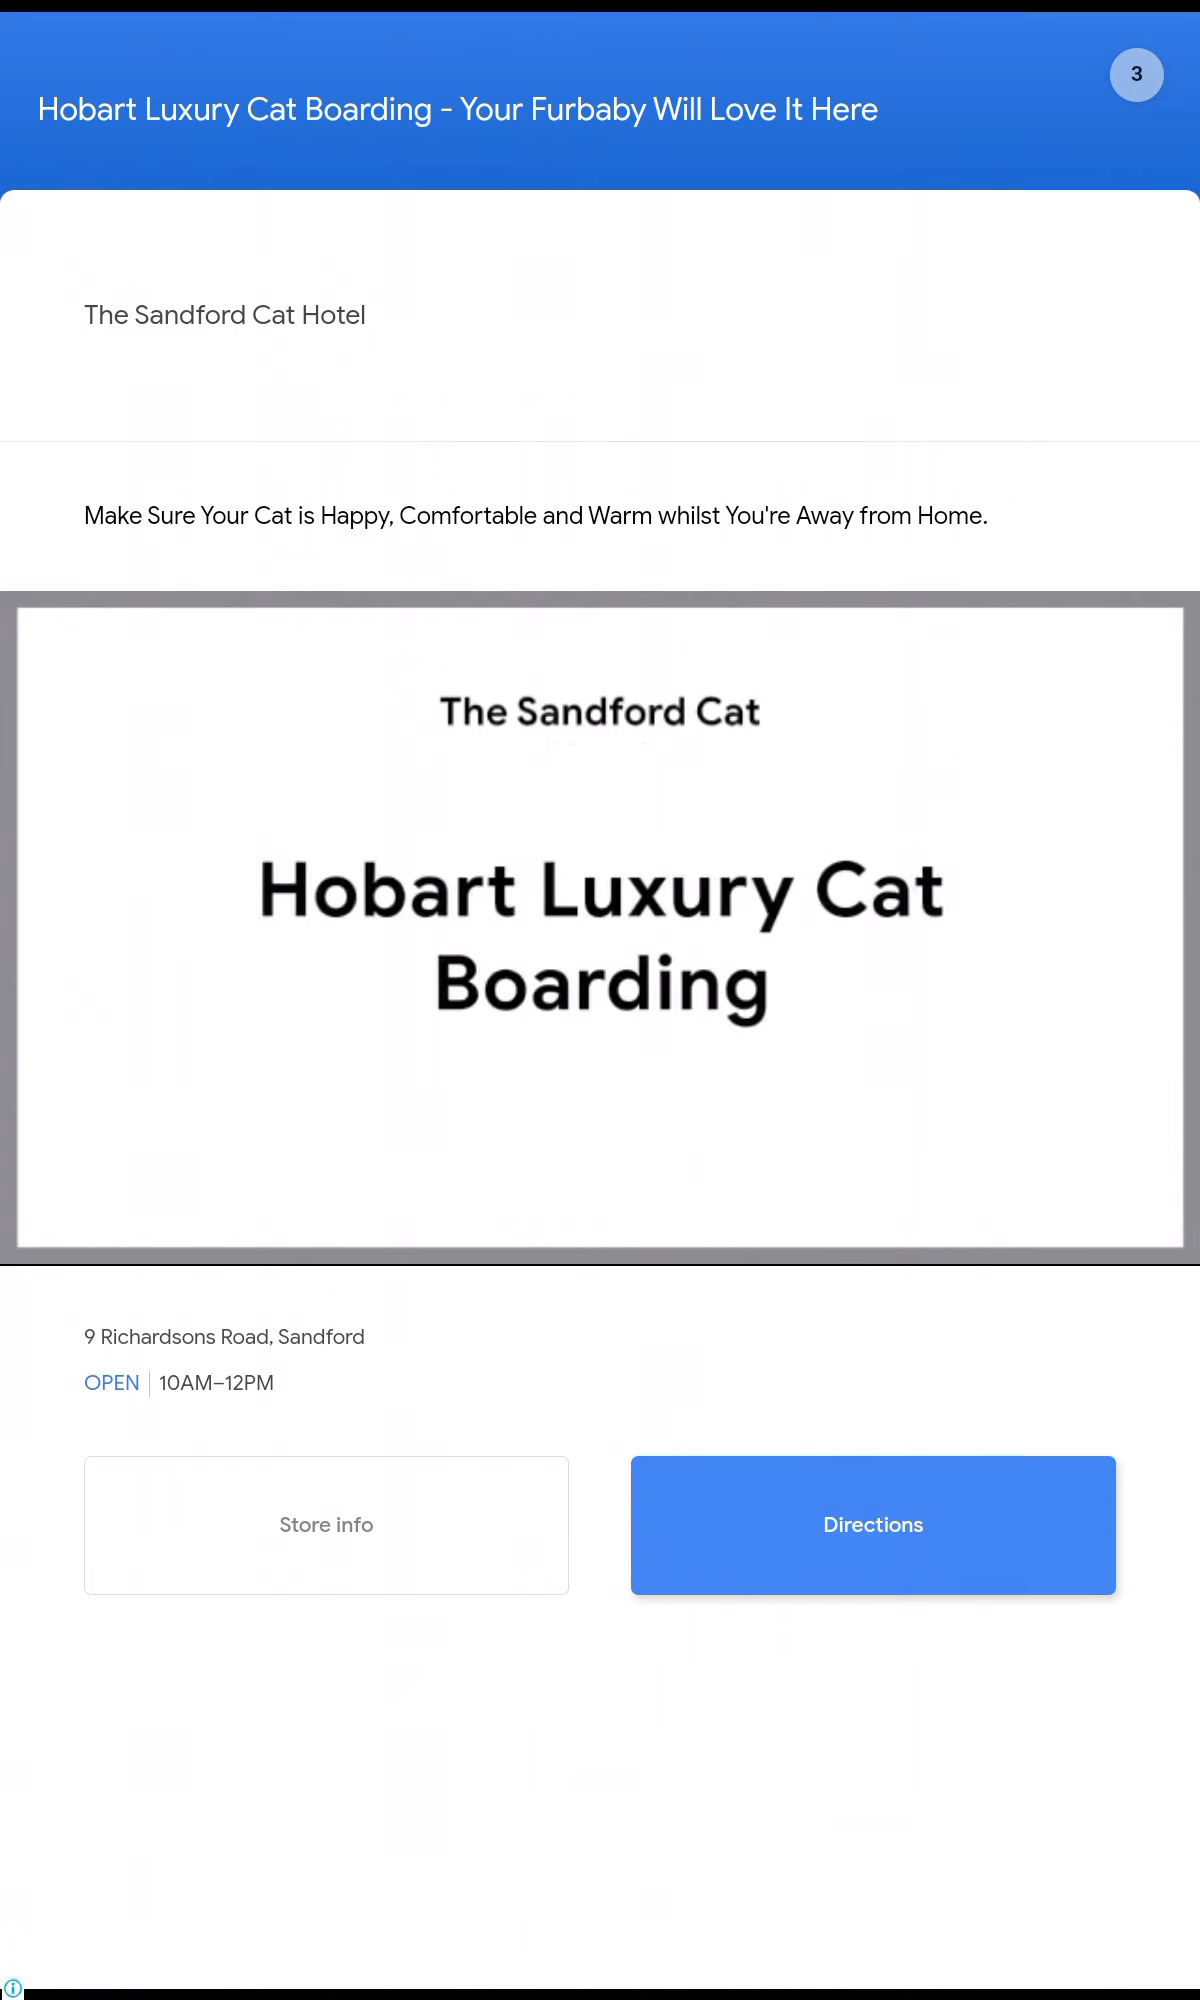 3
Hobart Luxury Cat Boarding - Your Furbaby Will Love It Here
The Sandford Cat Hotel
Make Sure Your Cat is Happy, Comfortable and Warm whilst You're Away from Home.
The Sandford Cat
Hobart Luxury Cat
Boarding
9 Richardsons Road, Sandford
OPEN 10AM–12PM
Store info
Directions